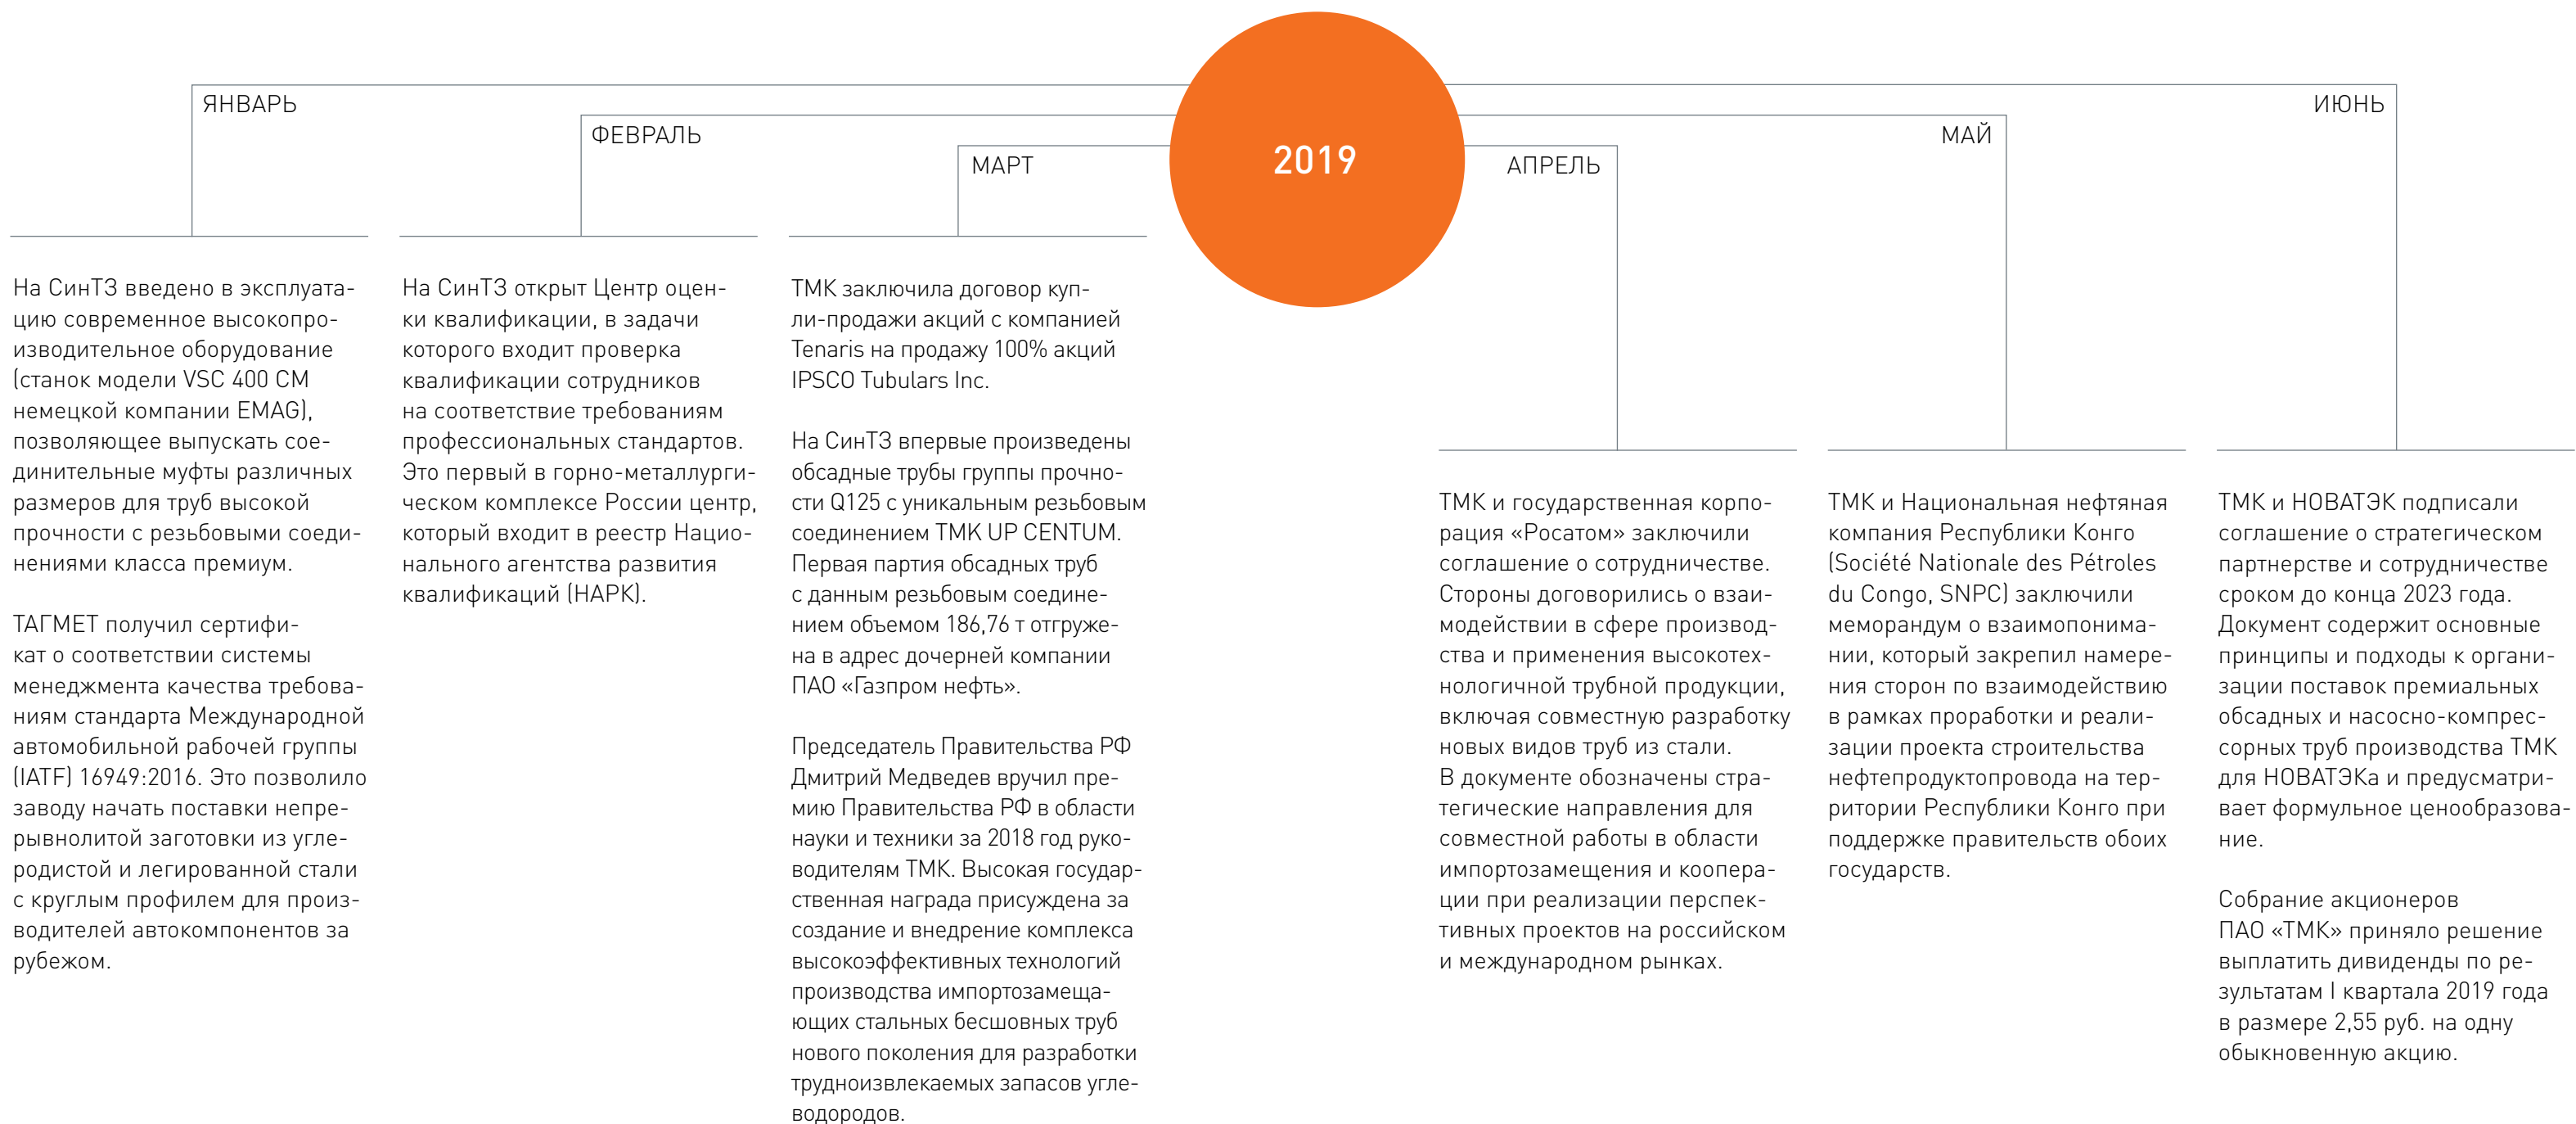 2019
ЯНВАРЬ
На СинТЗ введено в эксплуата-
цию современное высокопро-
изводительное оборудование
(станок модели VSC 400 CM
немецкой компании EMAG),
позволяющее выпускать сое-
динительные муфты различных
размеров для труб высокой
прочности с резьбовыми соеди-
нениями класса премиум.
ТАГМЕТ получил сертифи-
кат о соответствии системы
менеджмента качества требова-
ниям стандарта Международной
автомобильной рабочей группы
(IATF) 16949:2016. Это позволило
заводу начать поставки непре-
рывнолитой заготовки из угле-
родистой и легированной стали
с круглым профилем для произ-
водителей автокомпонентов за
рубежом.
ФЕВРАЛЬ
На СинТЗ открыт Центр оцен-
ки квалификации, в задачи
которого входит проверка
квалификации сотрудников
на соответствие требованиям
профессиональных стандартов.
Это первый в горно-металлурги-
ческом комплексе России центр,
который входит в реестр Нацио-
нального агентства развития
квалификаций (НАРК).
МАРТ
ТМК заключила договор куп-
ли-продажи акций с компанией
Tenaris на продажу 100% акций
IPSCO Tubulars Inc.
На СинТЗ впервые произведены
обсадные трубы группы прочно-
сти Q125 с уникальным резьбовым
соединением TMK UP CENTUM.
Первая партия обсадных труб
с данным резьбовым соедине-
нием объемом 186,76 т отгруже-
на в адрес дочерней компании
ПАО «Газпром нефть».
Председатель Правительства РФ
Дмитрий Медведев вручил пре-
мию Правительства РФ в области
науки и техники за 2018 год руко-
водителям ТМК. Высокая государ-
ственная награда присуждена за
создание и внедрение комплекса
высокоэффективных технологий
производства импортозамеща-
ющих стальных бесшовных труб
нового поколения для разработки
трудноизвлекаемых запасов угле-
водородов.
АПРЕЛЬ
ТМК и государственная корпо-
рация «Росатом» заключили
соглашение о сотрудничестве.
Стороны договорились о взаи-
модействии в сфере производ-
ства и применения высокотех-
нологичной трубной продукции,
включая совместную разработку
новых видов труб из стали.
В документе обозначены стра-
тегические направления для
совместной работы в области
импортозамещения и коопера-
ции при реализации перспек-
тивных проектов на российском
и международном рынках.
МАЙ
ТМК и Национальная нефтяная
компания Республики Конго
(Société Nationale des Pétroles
du Congo, SNPC) заключили
меморандум о взаимопонима-
нии, который закрепил намере-
ния сторон по взаимодействию
в рамках проработки и реали-
зации проекта строительства
нефтепродуктопровода на тер-
ритории Республики Конго при
поддержке правительств обоих
государств.
ИЮНЬ
ТМК и НОВАТЭК подписали
соглашение о стратегическом
партнерстве и сотрудничестве
сроком до конца 2023 года.
Документ содержит основные
принципы и подходы к органи-
зации поставок премиальных
обсадных и насосно-компрес-
сорных труб производства ТМК
для НОВАТЭКа и предусматри-
вает формульное ценообразова-
ние.
Собрание акционеров
ПАО «ТМК» приняло решение
выплатить дивиденды по ре-
зультатам I квартала 2019 года
в размере 2,55 руб. на одну
обыкновенную акцию.